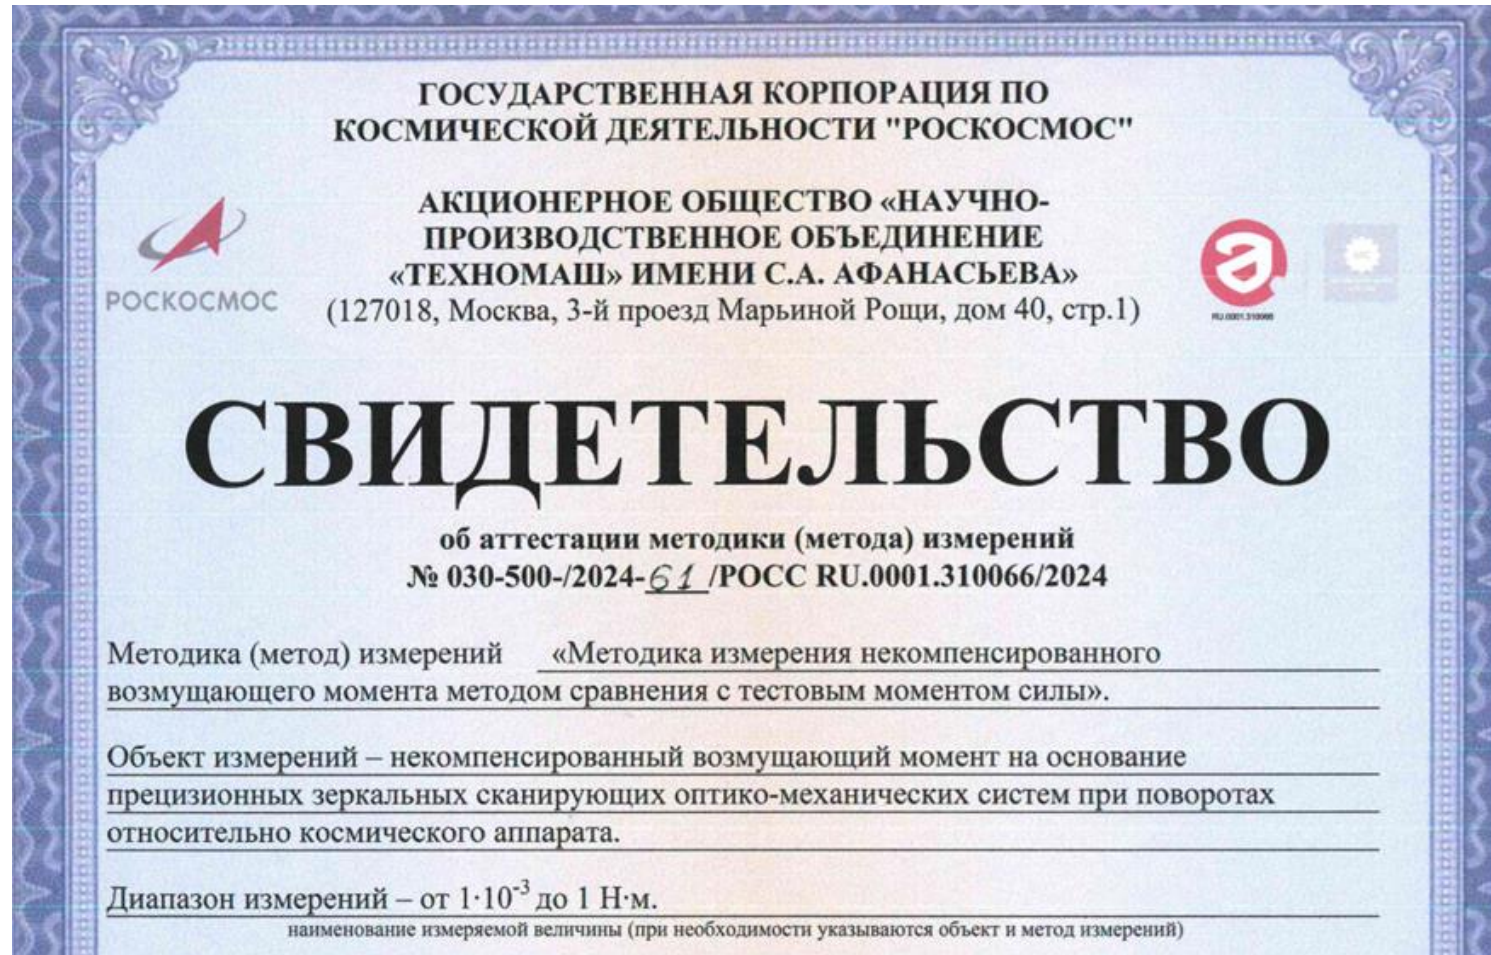 ГОСУДАРСТВЕННАЯ КОРПОРАЦИЯ ПО
КОСМИЧЕСКОЙ ДЕЯТЕЛЬНОСТИ "РОСКОСМОС"
АКЦИОНЕРНОЕ ОБЩЕСТВО «НАУЧНО-
ПРОИЗВОДСТВЕННОЕ ОБЪЕДИНЕНИЕ
«ТЕХНОМАШ» ИМЕНИ С.А. АФАНАСЬЕВА»
(127018, Москва, 3-й проезд Марьиной Рощи, дом 40, стр.1)
РОСКОСМОС
RU.0001.310066
СВИДЕТЕЛЬСТВО
об аттестации методики (метода) измерений
№ 030-500-/2024-61/РОСС RU.0001.310066/2024
Методика (метод) измерений «Методика измерения некомпенсированного
возмущающего момента методом сравнения с тестовым моментом силы».
Объект измерений – некомпенсированный возмущающий момент на основание
прецизионных зеркальных сканирующих оптико-механических систем при поворотах
относительно космического аппарата.
Диапазон измерений – от 1·10⁻³ до 1 Н·м.
наименование измеряемой величины (при необходимости указываются объект и метод измерений)